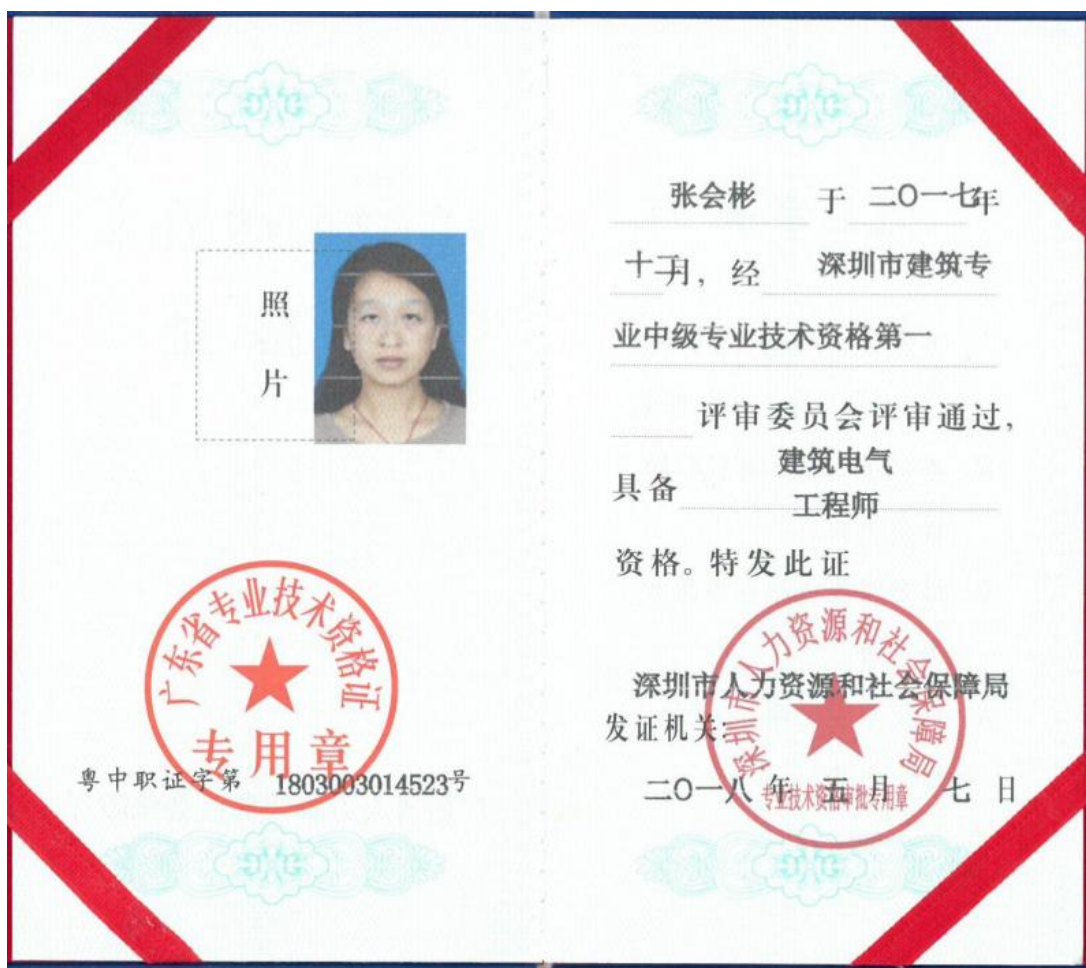 照
片
广东省专业技术资格证
专用章
粤中职证字第 1803003014523号
张会彬 于 二〇一七年
十二月，经 深圳市建筑专
业中级专业技术资格第一
评审委员会评审通过，
建筑电气
具备
工程师
资格。特发此证
深圳市人力资源和社会保障局
深圳市人力资源和社会保障局
发证机关：
二〇一八年 五月 七日
专业技术资格审批专用章